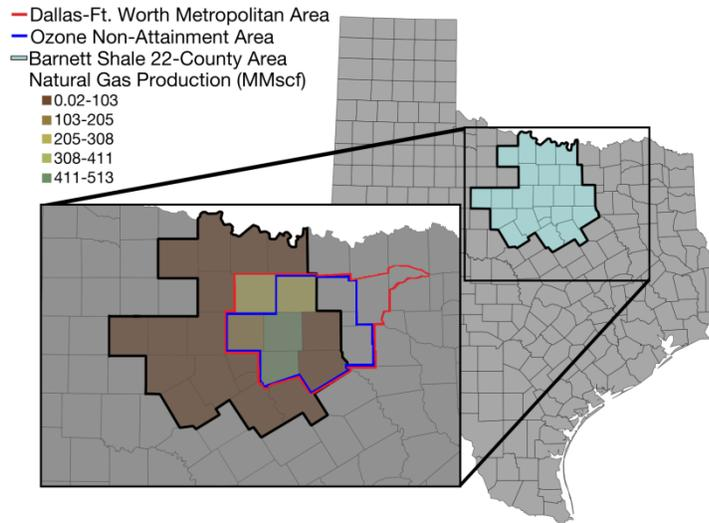 Dallas-Ft. Worth Metropolitan Area
Ozone Non-Attainment Area
Barnett Shale 22-County Area
Natural Gas Production (MMscf)
0.02-103
103-205
205-308
308-411
411-513